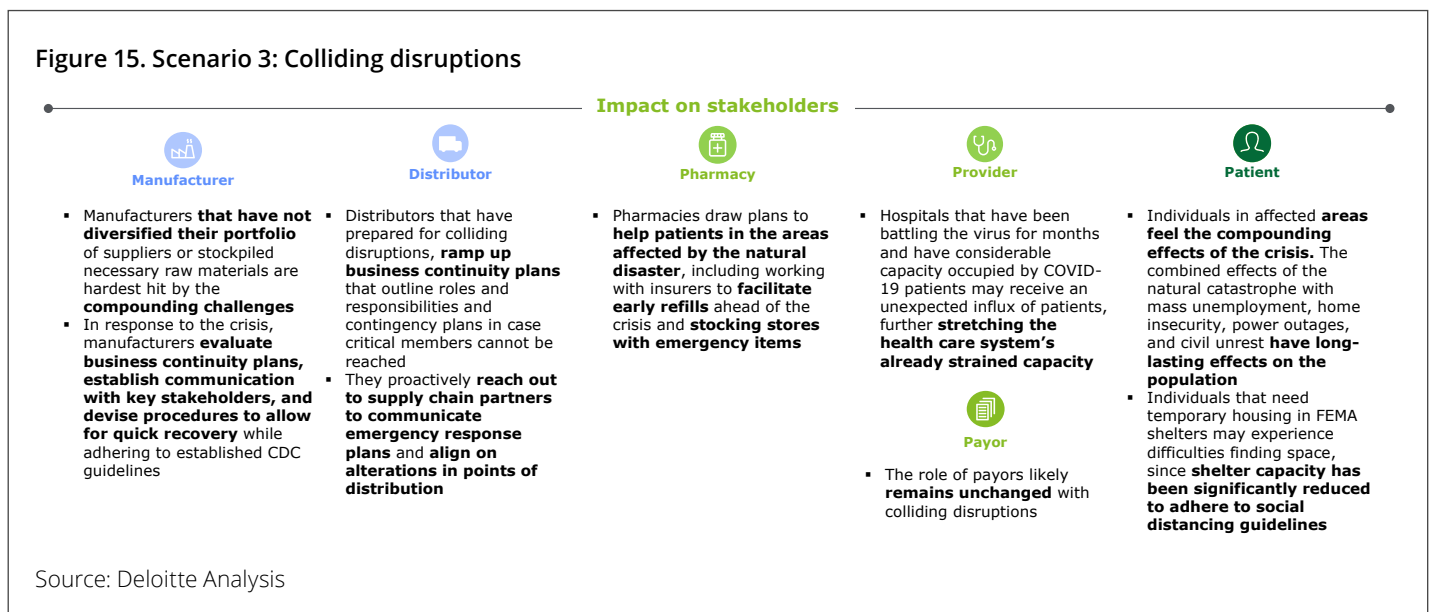 Figure 15. Scenario 3: Colliding disruptions
Impact on stakeholders
Manufacturer
▪ Manufacturers that have not
diversified their portfolio
of suppliers or stockpiled
necessary raw materials are
hardest hit by the
compounding challenges
▪ In response to the crisis,
manufacturers evaluate
business continuity plans,
establish communication
with key stakeholders, and
devise procedures to allow
for quick recovery while
adhering to established CDC
guidelines
Distributor
▪ Distributors that have
prepared for colliding
disruptions, ramp up
business continuity plans
that outline roles and
responsibilities and
contingency plans in case
critical members cannot be
reached
▪ They proactively reach out
to supply chain partners
to communicate
emergency response
plans and align on
alterations in points of
distribution
Pharmacy
▪ Pharmacies draw plans to
help patients in the areas
affected by the natural
disaster, including working
with insurers to facilitate
early refills ahead of the
crisis and stocking stores
with emergency items
Provider
▪ Hospitals that have been
battling the virus for months
and have considerable
capacity occupied by COVID-
19 patients may receive an
unexpected influx of patients,
further stretching the
health care system's
already strained capacity
Payor
▪ The role of payors likely
remains unchanged with
colliding disruptions
Patient
▪ Individuals in affected areas
feel the compounding
effects of the crisis. The
combined effects of the
natural catastrophe with
mass unemployment, home
insecurity, power outages,
and civil unrest have long-
lasting effects on the
population
▪ Individuals that need
temporary housing in FEMA
shelters may experience
difficulties finding space,
since shelter capacity has
been significantly reduced
to adhere to social
distancing guidelines
Source: Deloitte Analysis